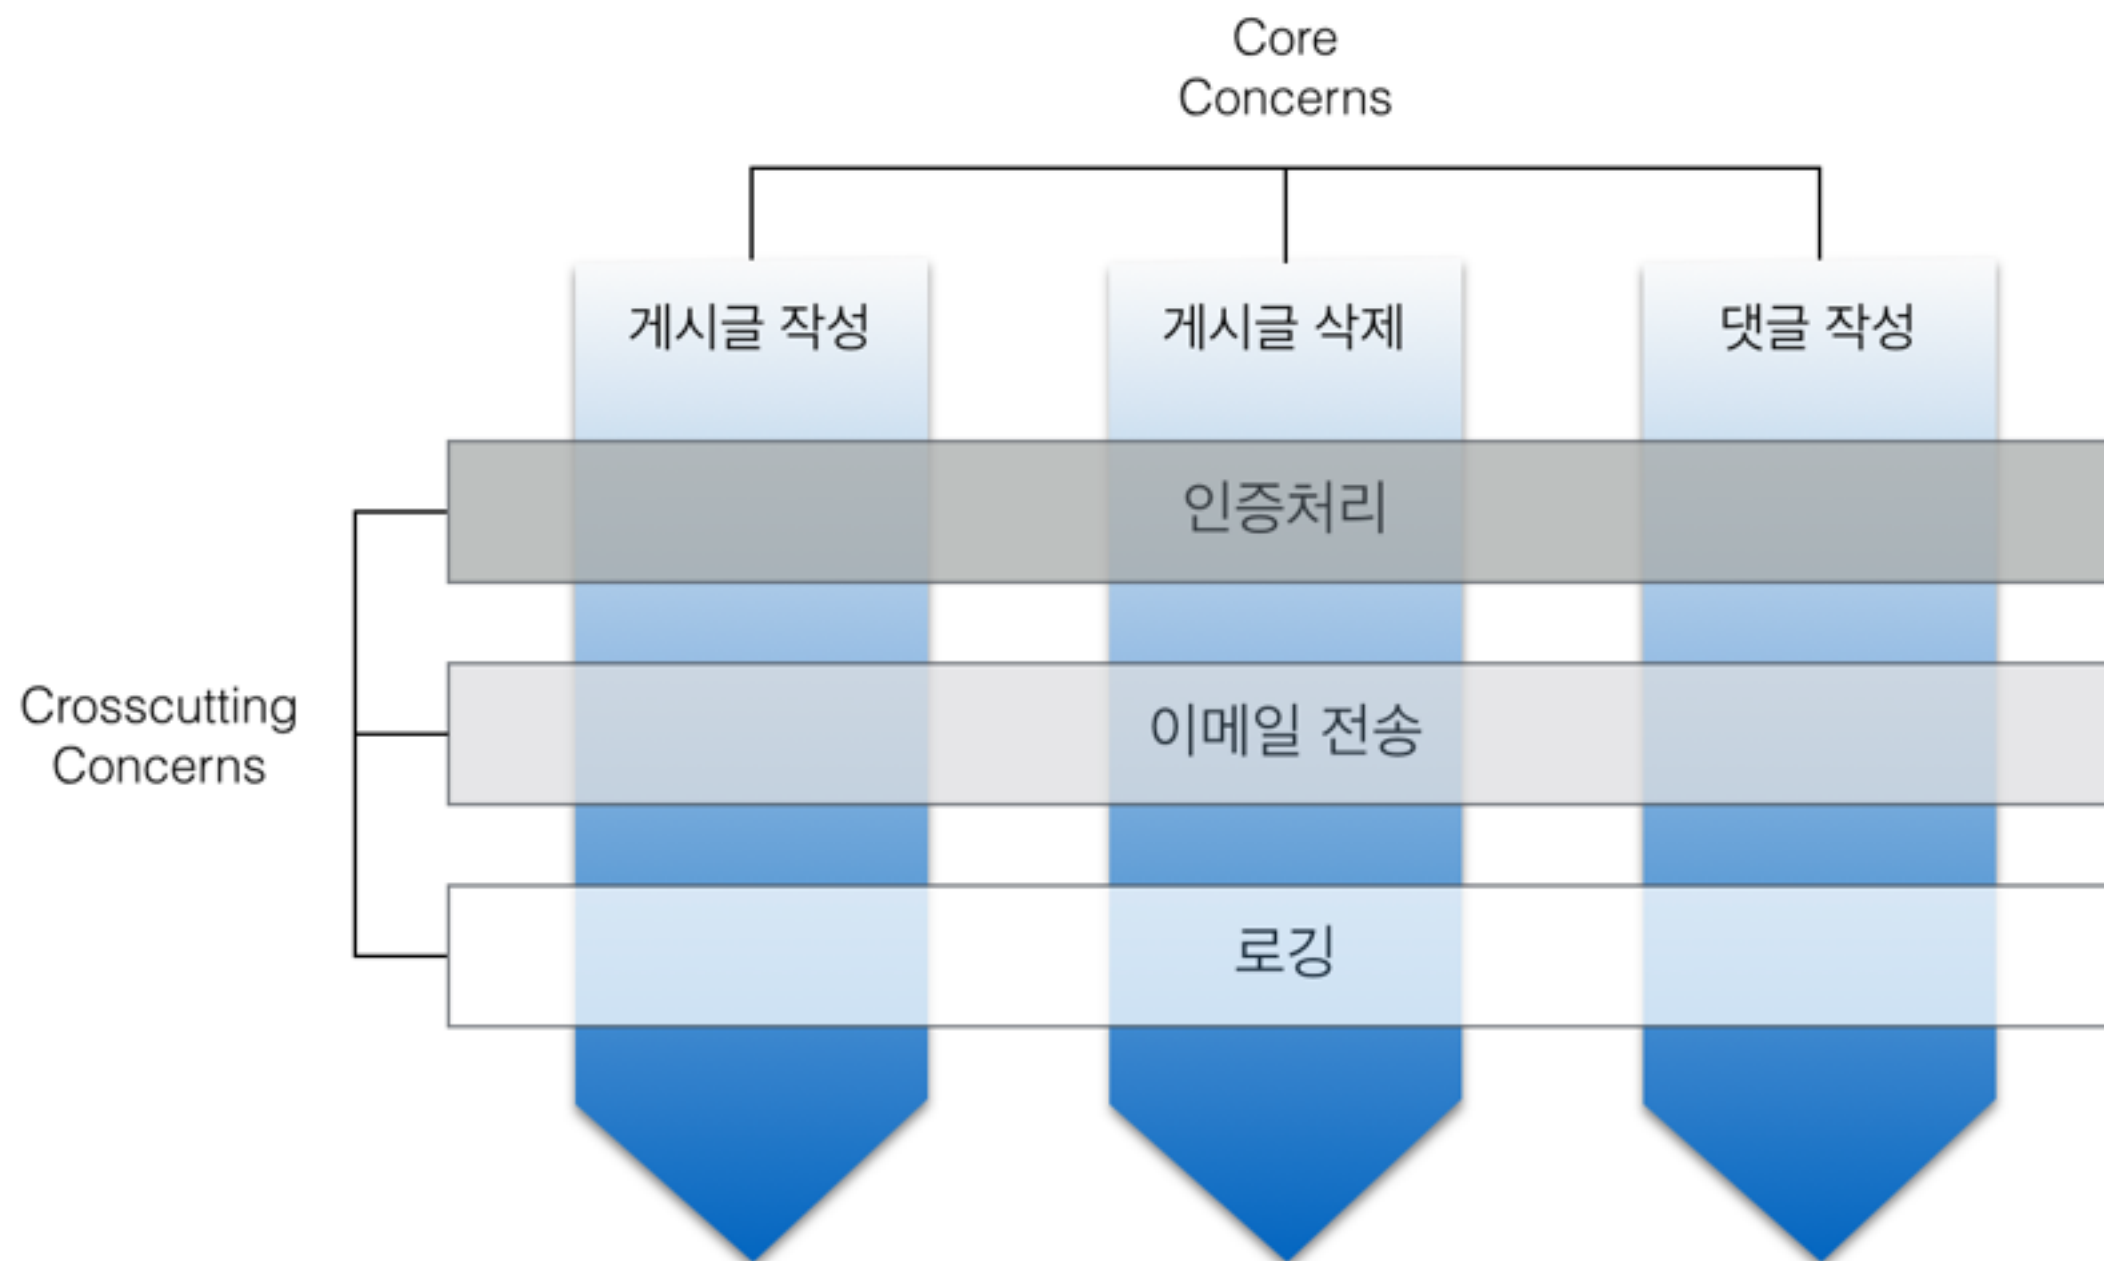 Core
Concerns
게시글 작성
게시글 삭제
댓글 작성
인증처리
Crosscutting
Concerns
이메일 전송
로깅